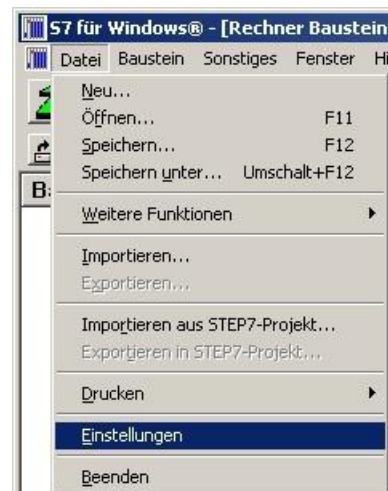 S7 für Windows® - [Rechner Baustein
Datei Baustein Sonstiges Fenster
Neu...
Öffnen... F11
Speichern... F12
Speichern unter... Umschalt+F12
Weitere Funktionen
Importieren...
Exportieren...
Importieren aus STEP7-Projekt...
Exportieren in STEP7-Projekt...
Drucken
Einstellungen
Beenden